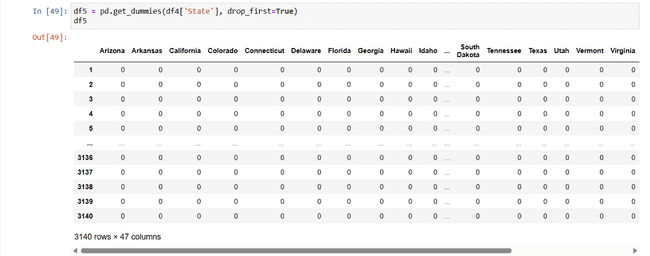 In [49]: df5 = pd.get_dummies(df4['State'], drop_first=True)
df5
Out[49]:
Arizona Arkansas California Colorado Connecticut Delaware Florida Georgia Hawaii Idaho ... South Dakota Tennessee Texas Utah Vermont Virginia
1 0 0 0 0 0 0 0 0 0 0 ... 0 0 0 0 0 0
2 0 0 0 0 0 0 0 0 0 0 ... 0 0 0 0 0 0
3 0 0 0 0 0 0 0 0 0 0 ... 0 0 0 0 0 0
4 0 0 0 0 0 0 0 0 0 0 ... 0 0 0 0 0 0
5 0 0 0 0 0 0 0 0 0 0 ... 0 0 0 0 0 0
... ... ... ... ... ... ... ... ... ... ... ... ... ... ... ... ... ...
3136 0 0 0 0 0 0 0 0 0 0 ... 0 0 0 0 0 0
3137 0 0 0 0 0 0 0 0 0 0 ... 0 0 0 0 0 0
3138 0 0 0 0 0 0 0 0 0 0 ... 0 0 0 0 0 0
3139 0 0 0 0 0 0 0 0 0 0 ... 0 0 0 0 0 0
3140 0 0 0 0 0 0 0 0 0 0 ... 0 0 0 0 0 0
3140 rows × 47 columns